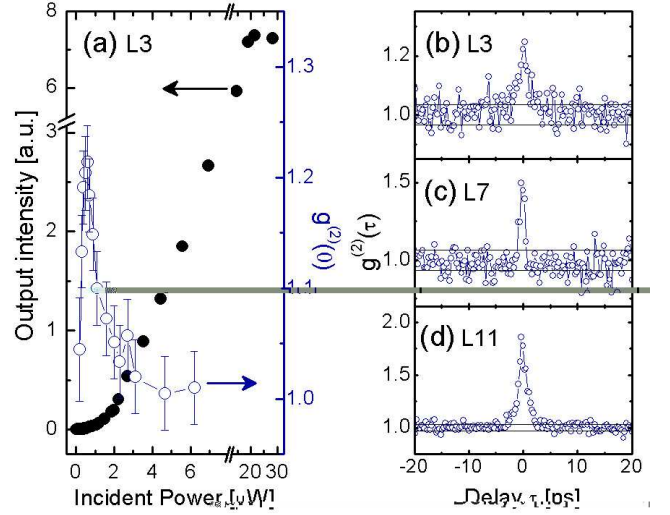 (a) L3
Output intensity [a.u.]
8
7
6
3
2
1
0
0 2 4 6 20 30
Incident Power [μW]
1.3
1.2
1.1
1.0
g(2)(0)
(b) L3
1.2
1.0
(c) L7
1.5
1.0
(d) L11
2.0
1.5
1.0
g(2)(τ)
-20 -10 0 10 20
Delay τ [ps]